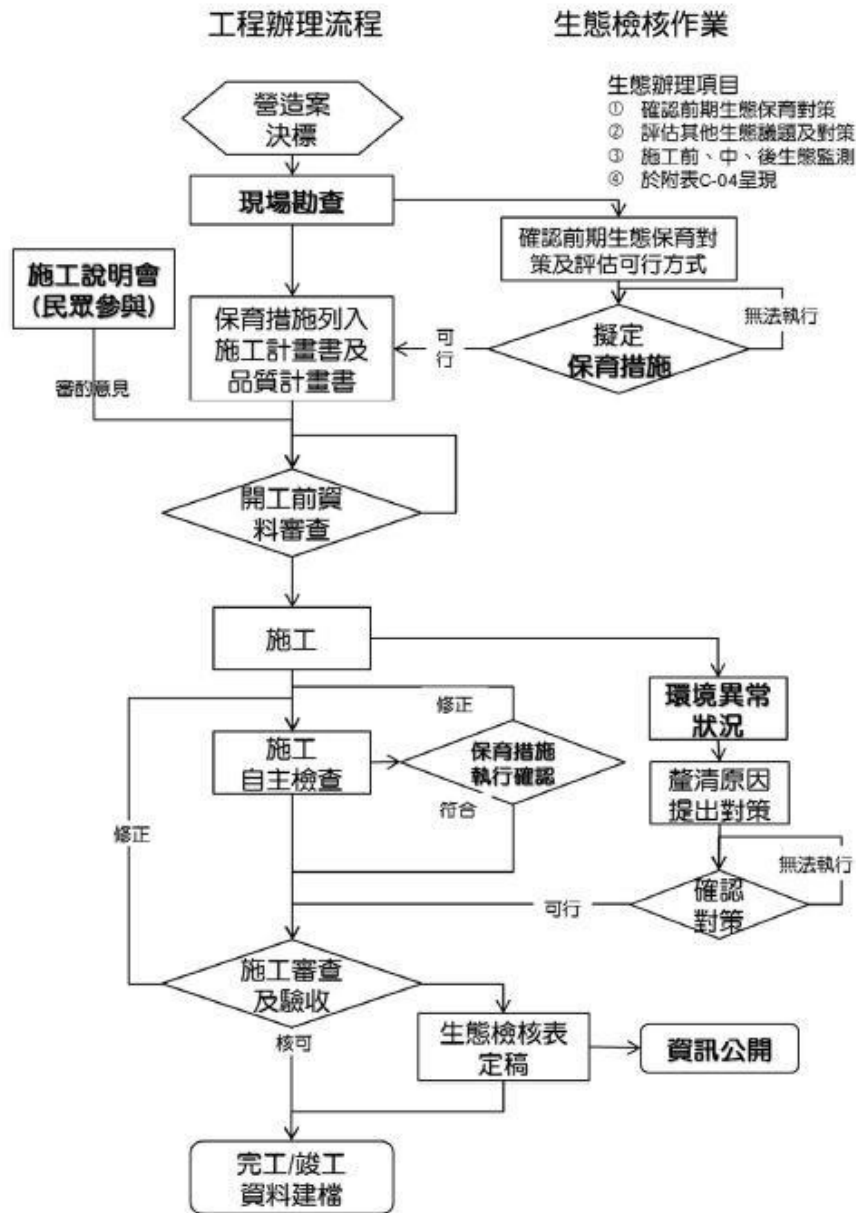 工程辦理流程
生態檢核作業
營造案
決標
生態辦理項目
① 確認前期生態保育對策
② 評估其他生態議題及對策
③ 施工前、中、後生態監測
④ 於附表C-04呈現
現場勘查
確認前期生態保育對
策及評估可行方式
施工說明會
(民眾參與)
保育措施列入
施工計畫書及
品質計畫書
可
行
擬定
保育措施
無法執行
審酌意見
開工前資
料審查
施工
環境異常
狀況
修正
施工
自主檢查
保育措施
執行確認
釐清原因
提出對策
符合
修正
無法執行
確認
對策
可行
施工審查
及驗收
核可
生態檢核表
定稿
資訊公開
完工/竣工
資料建檔